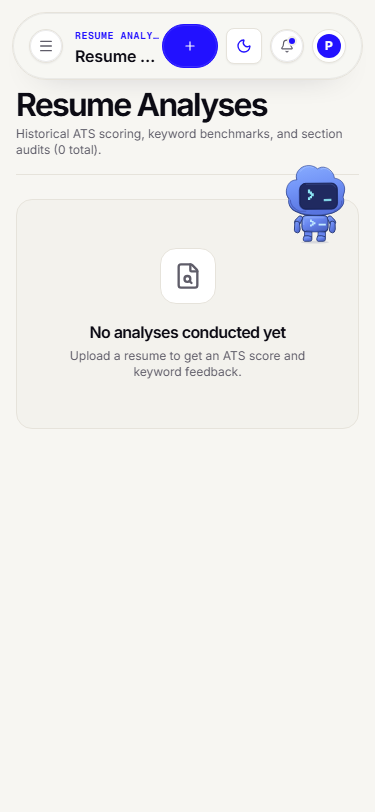 RESUME ANALY…
Resume ...
P
Resume Analyses
Historical ATS scoring, keyword benchmarks, and section
audits (0 total).
No analyses conducted yet
Upload a resume to get an ATS score and
keyword feedback.